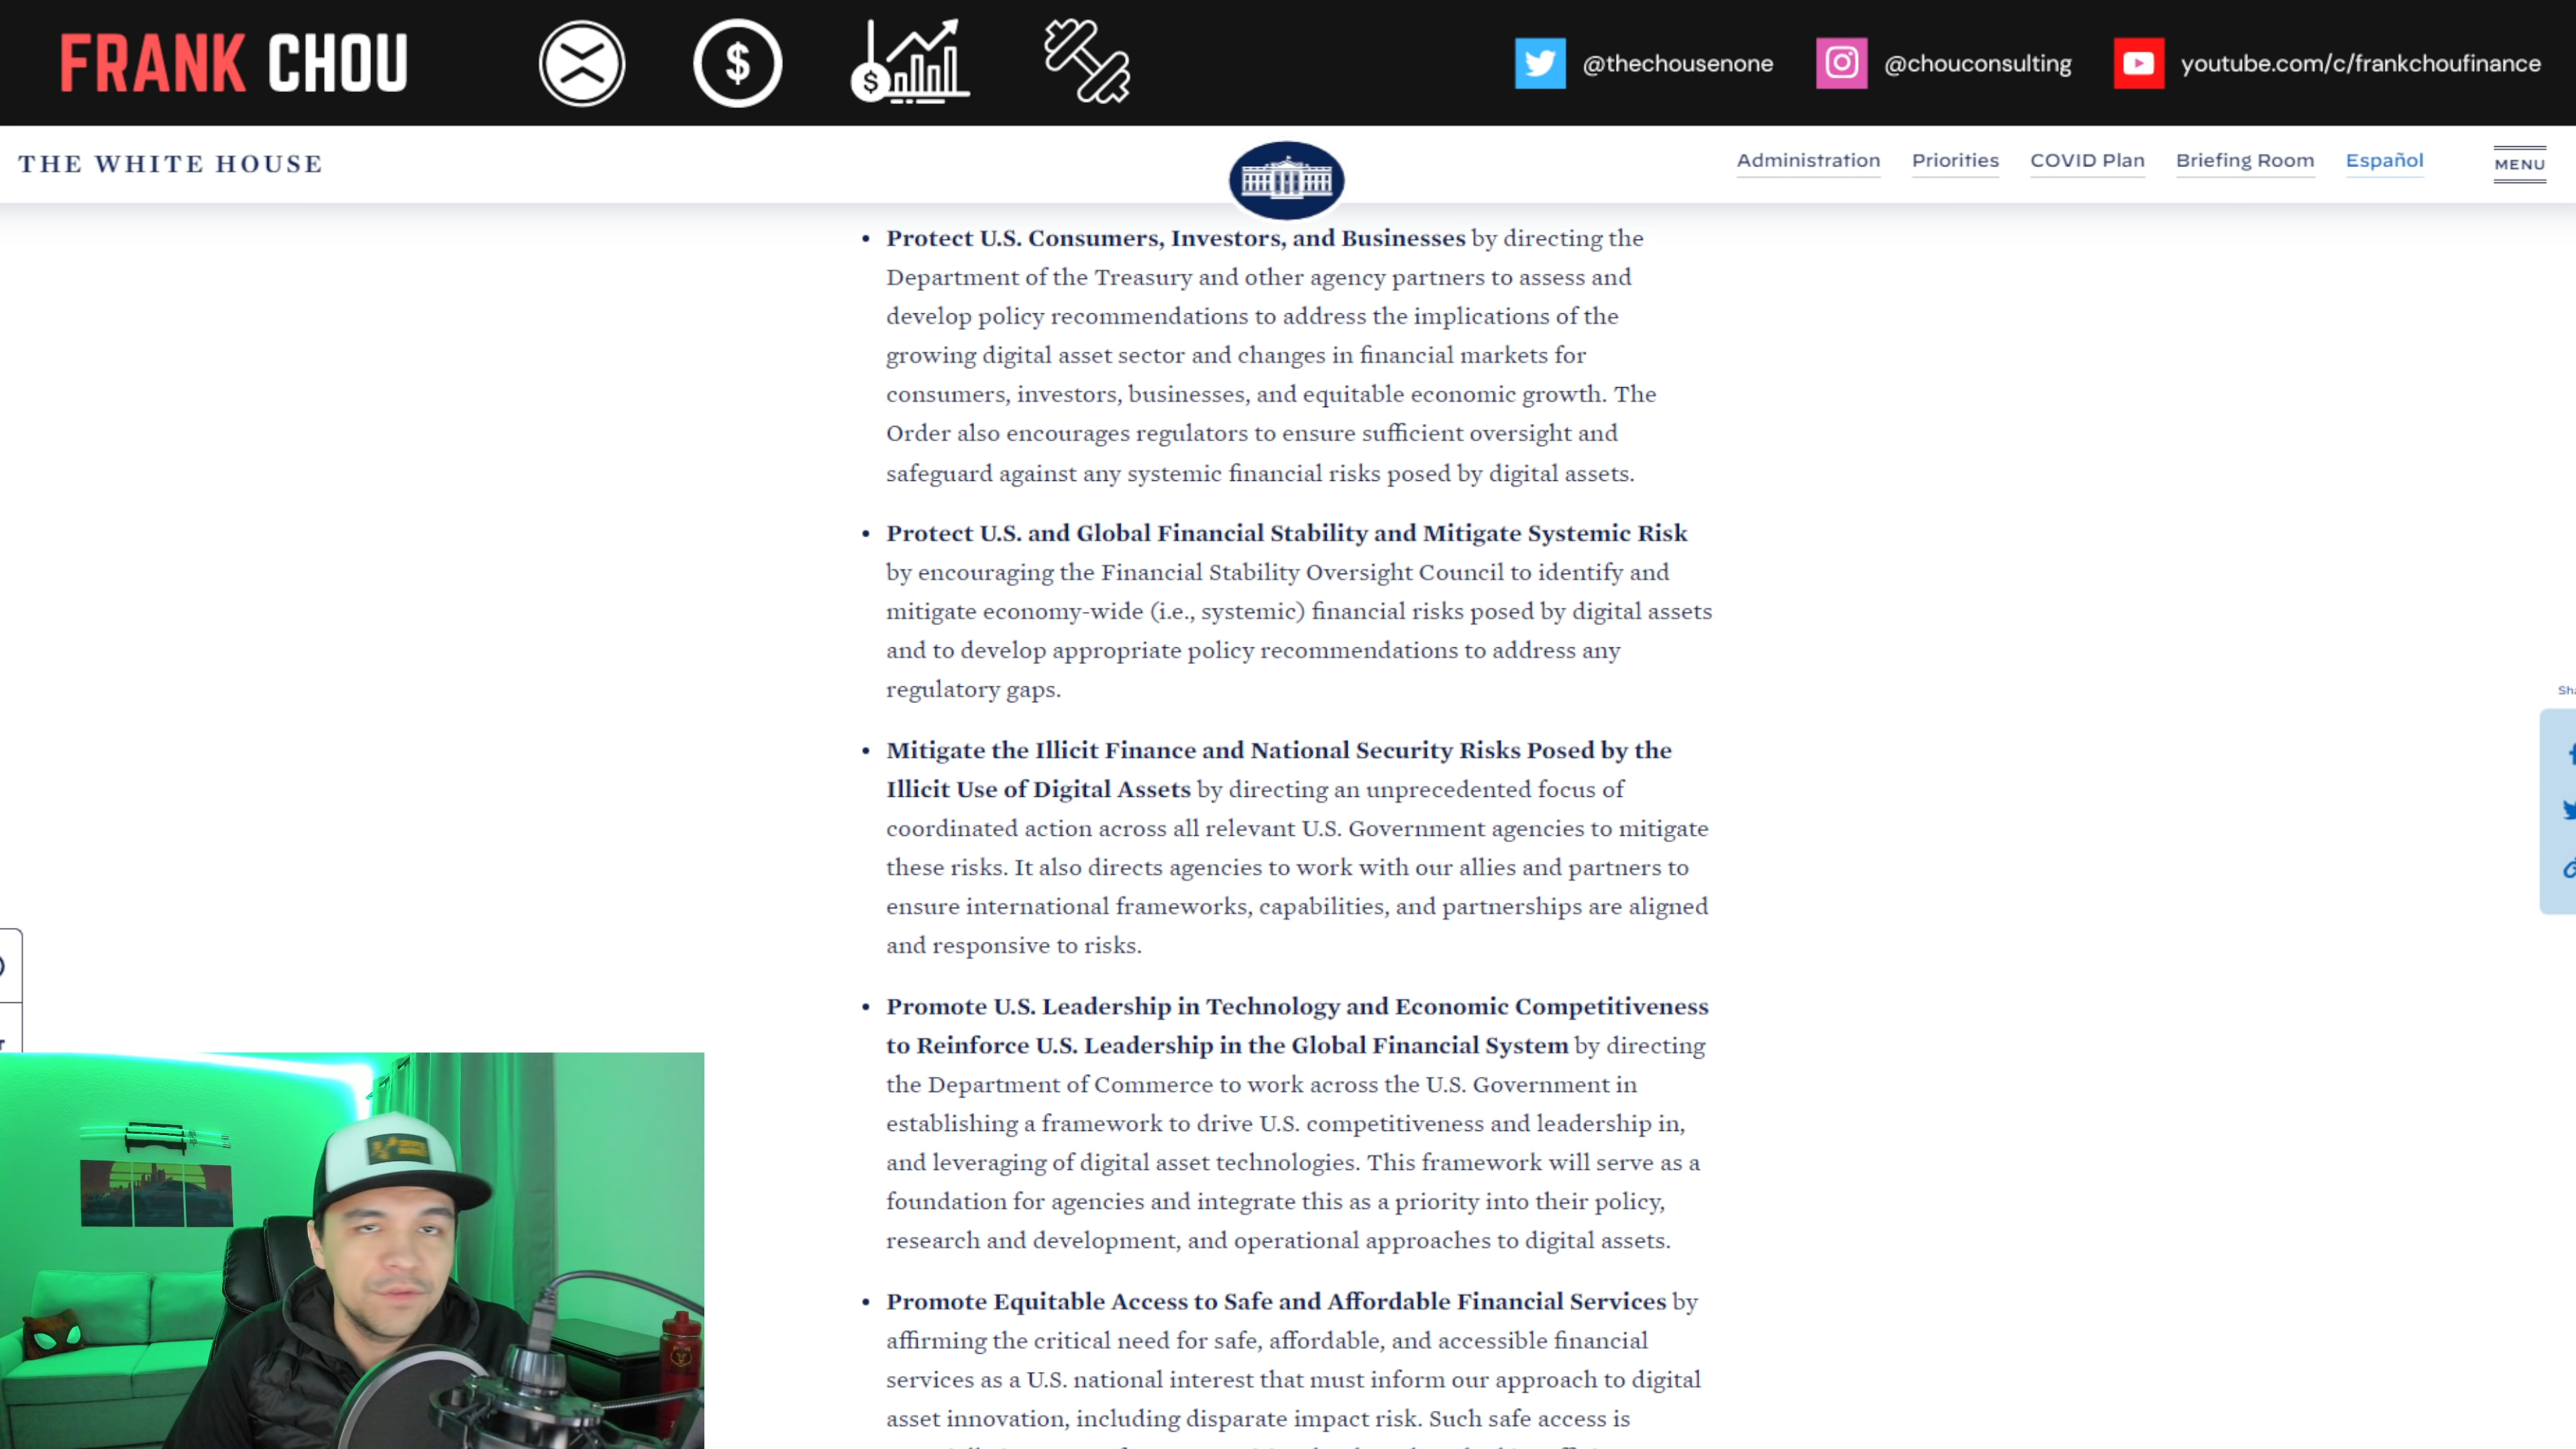 FRANK CHOU
@thechousenone
@chouconsulting
youtube.com/c/frankchoufinance
THE WHITE HOUSE
Administration
Priorities
COVID Plan
Briefing Room
Español
MENU
• Protect U.S. Consumers, Investors, and Businesses by directing the
Department of the Treasury and other agency partners to assess and
develop policy recommendations to address the implications of the
growing digital asset sector and changes in financial markets for
consumers, investors, businesses, and equitable economic growth. The
Order also encourages regulators to ensure sufficient oversight and
safeguard against any systemic financial risks posed by digital assets.
• Protect U.S. and Global Financial Stability and Mitigate Systemic Risk
by encouraging the Financial Stability Oversight Council to identify and
mitigate economy-wide (i.e., systemic) financial risks posed by digital assets
and to develop appropriate policy recommendations to address any
regulatory gaps.
• Mitigate the Illicit Finance and National Security Risks Posed by the
Illicit Use of Digital Assets by directing an unprecedented focus of
coordinated action across all relevant U.S. Government agencies to mitigate
these risks. It also directs agencies to work with our allies and partners to
ensure international frameworks, capabilities, and partnerships are aligned
and responsive to risks.
• Promote U.S. Leadership in Technology and Economic Competitiveness
to Reinforce U.S. Leadership in the Global Financial System by directing
the Department of Commerce to work across the U.S. Government in
establishing a framework to drive U.S. competitiveness and leadership in,
and leveraging of digital asset technologies. This framework will serve as a
foundation for agencies and integrate this as a priority into their policy,
research and development, and operational approaches to digital assets.
• Promote Equitable Access to Safe and Affordable Financial Services by
affirming the critical need for safe, affordable, and accessible financial
services as a U.S. national interest that must inform our approach to digital
asset innovation, including disparate impact risk. Such safe access is